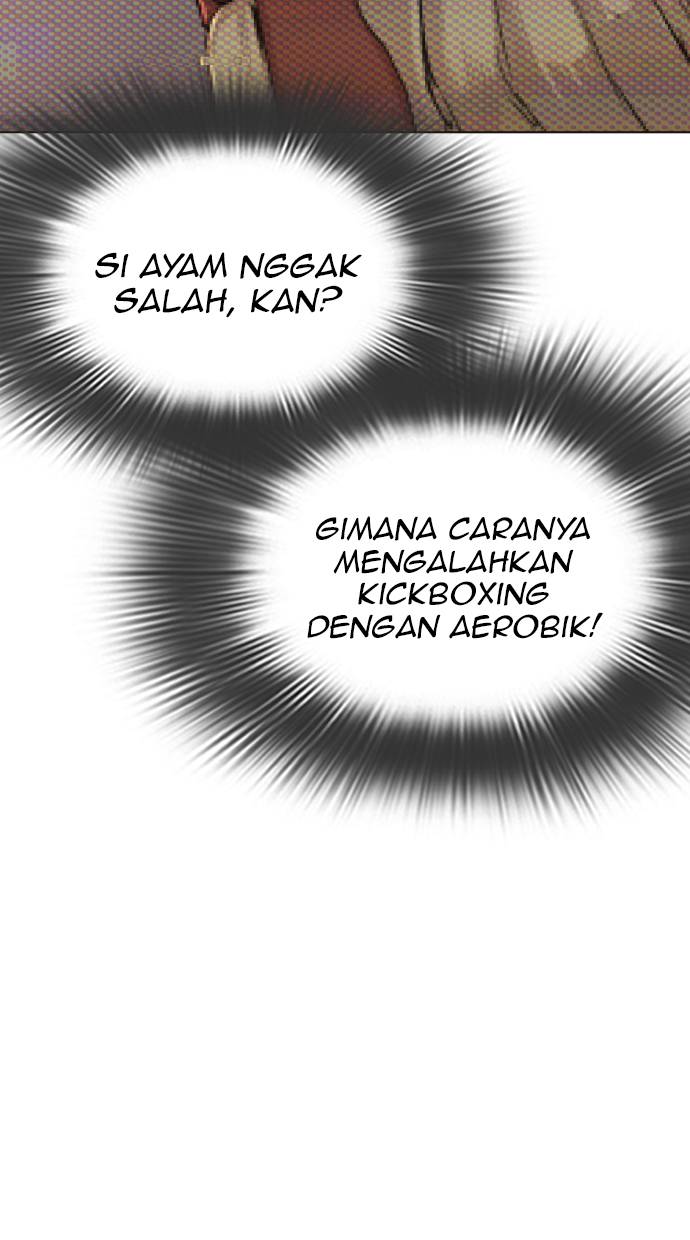 SI AYAM NGGAK
SALAH, KAN?
GIMANA CARANYA
MENGALAHKAN
KICKBOXING
DENGAN AEROBIK!